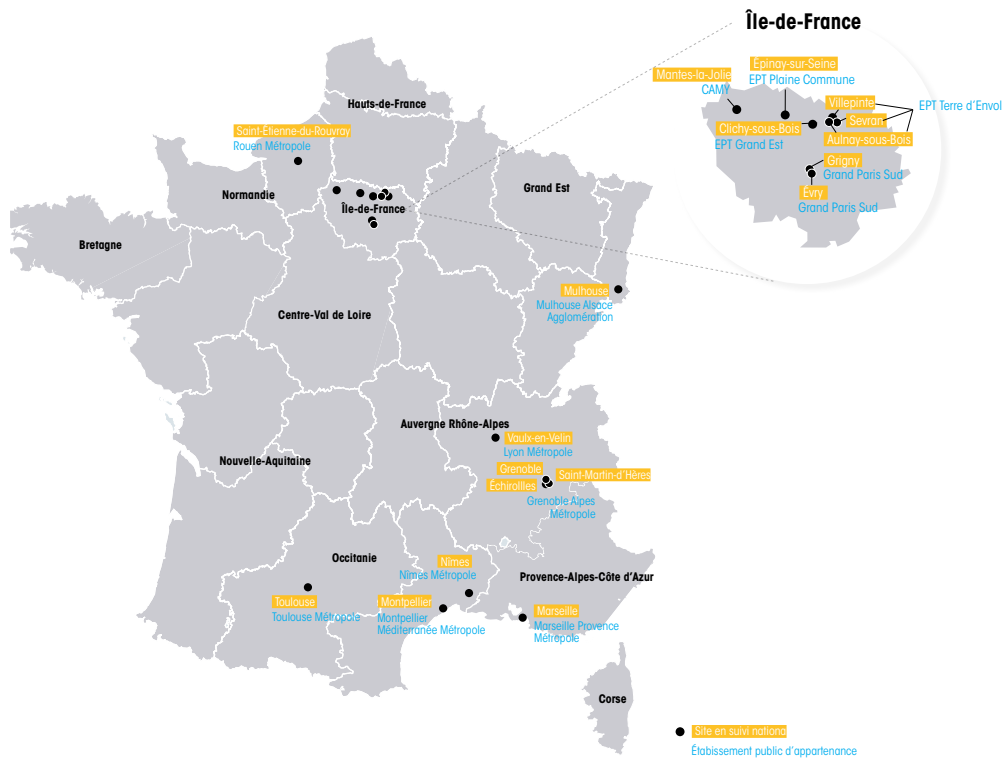 Île-de-France
Mantes-la-Jolie
CAMY
Épinay-sur-Seine
EPT Plaine Commune
Villepinte
EPT Terre d'Envol
Sevran
Clichy-sous-Bois
EPT Grand Est
Aulnay-sous-Bois
Grigny
Grand Paris Sud
Évry
Grand Paris Sud
Hauts-de-France
Saint-Étienne-du-Rouvray
Rouen Métropole
Normandie
Île-de-France
Grand Est
Bretagne
Mulhouse
Mulhouse Alsace
Agglomération
Centre-Val de Loire
Auvergne Rhône-Alpes
Vaulx-en-Velin
Lyon Métropole
Nouvelle-Aquitaine
Grenoble
Saint-Martin-d'Hères
Échirollles
Grenoble Alpes
Métropole
Occitanie
Nîmes
Nîmes Métropole
Provence-Alpes-Côte d'Azur
Toulouse
Toulouse Métropole
Montpellier
Montpellier
Méditerranée Métropole
Marseille
Marseille Provence
Métropole
Corse
Site en suivi national
Établissement public d'appartenance